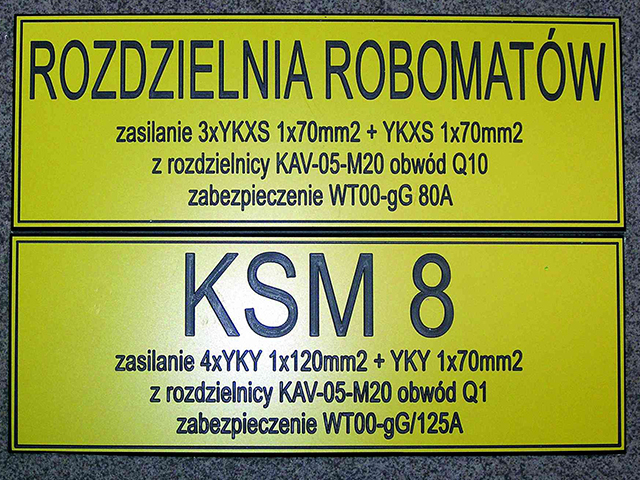 ROZDZIELNIA ROBOMATÓW
zasilanie 3xYKXS 1x70mm2 + YKXS 1x70mm2
z rozdzielnicy KAV-05-M20 obwód Q10
zabezpieczenie WT00-gG 80A
KSM 8
zasilanie 4xYKY 1x120mm2 + YKY 1x70mm2
z rozdzielnicy KAV-05-M20 obwód Q1
zabezpieczenie WT00-gG/125A